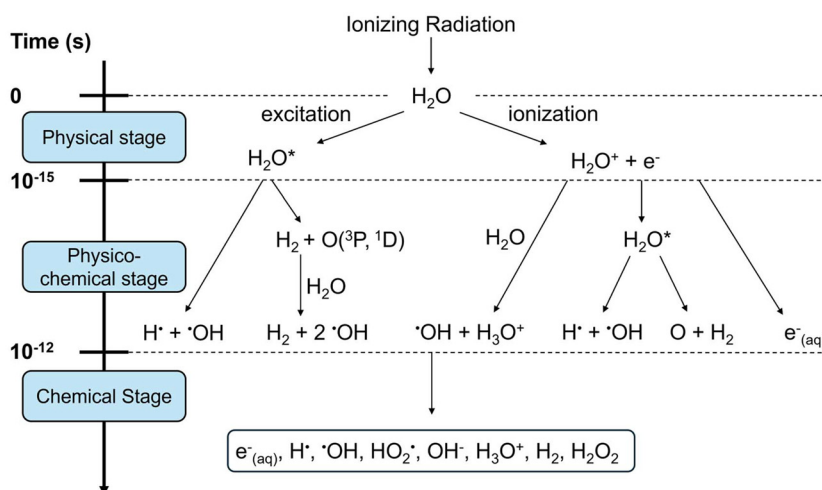 Ionizing Radiation
Time (s)
0
H₂O
excitation
ionization
Physical stage
H₂O*
H₂O⁺ + e⁻
10⁻¹⁵
H₂ + O(³P, ¹D)
H₂O
H₂O*
Physico-
chemical stage
H₂O
H• + •OH
H₂ + 2 •OH
•OH + H₃O⁺
H• + •OH
O + H₂
e⁻(aq
10⁻¹²
Chemical Stage
e⁻(aq), H•, •OH, HO₂•, OH⁻, H₃O⁺, H₂, H₂O₂